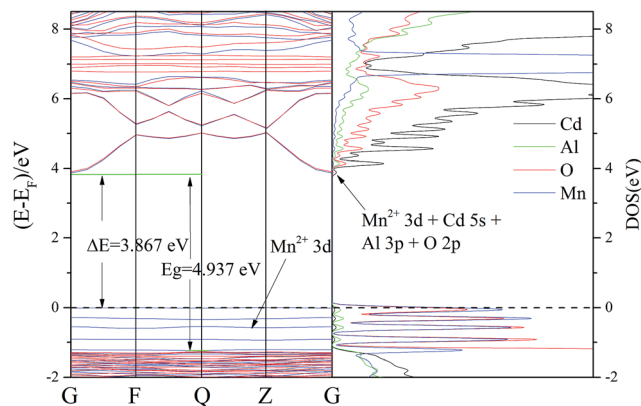 8
6
4
2
0
-2
(E-E_F)/eV
ΔE=3.867 eV
Eg=4.937 eV
Mn²⁺ 3d
G F Q Z G
Cd
Al
O
Mn
Mn²⁺ 3d + Cd 5s +
Al 3p + O 2p
8
6
4
2
0
-2
DOS(eV)